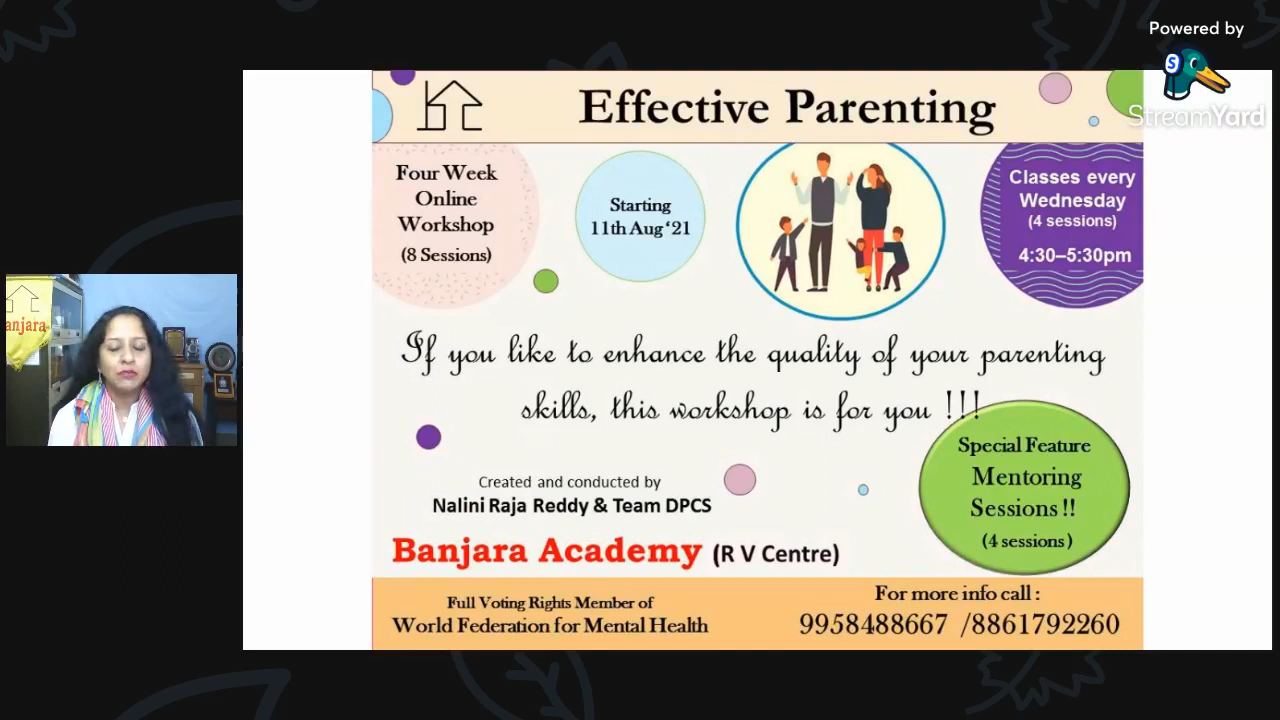 Powered by
StreamYard
Effective Parenting
Four Week
Online
Workshop
(8 Sessions)
Starting
11th Aug‘21
Classes every
Wednesday
(4 sessions)
4:30–5:30pm
If you like to enhance the quality of your parenting
skills, this workshop is for you !!!
Special Feature
Mentoring
Sessions !!
(4 sessions)
Created and conducted by
Nalini Raja Reddy & Team DPCS
Banjara Academy (R V Centre)
Full Voting Rights Member of
World Federation for Mental Health
For more info call :
9958488667 /8861792260
anjara